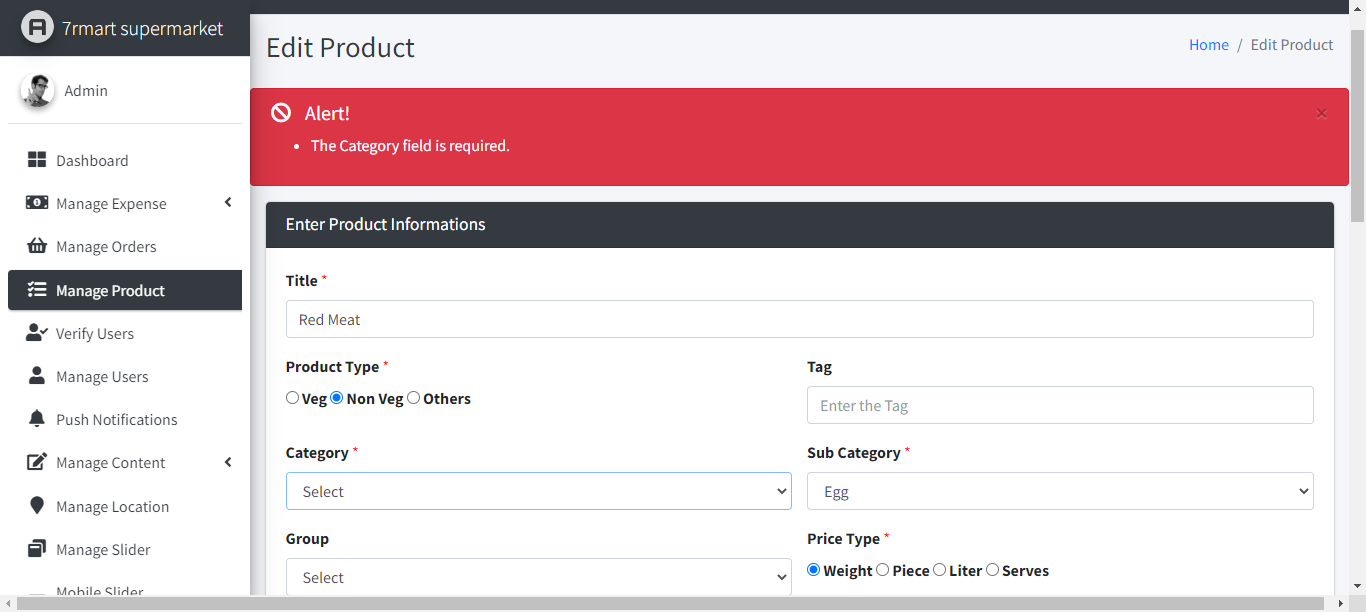 7rmart supermarket
Admin
Dashboard
Manage Expense
Manage Orders
Manage Product
Verify Users
Manage Users
Push Notifications
Manage Content
Manage Location
Manage Slider
Mobile Slider
Edit Product
Home / Edit Product
Alert!
×
• The Category field is required.
Enter Product Informations
Title *
Red Meat
Product Type *
Veg Non Veg Others
Tag
Enter the Tag
Category *
Select
Sub Category *
Egg
Group
Select
Price Type *
Weight Piece Liter Serves